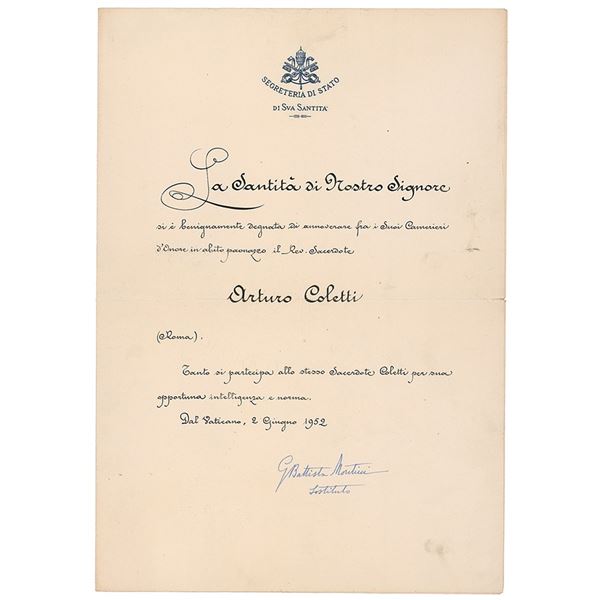 SEGRETERIA DI STATO
DI SVA SANTITÀ
La Santità di Nostro Signore
si è benignamente degnata di annoverare fra i Suoi Camerieri
d'Onore in abito paonazzo il Rev. Sacerdote
Arturo Coletti
(Roma).
Tanto si partecipa allo stesso Sacerdote Coletti per sua
opportuna intelligenza e norma.
Dal Vaticano, 2 Giugno 1952
G Battista Montini
Sostituto